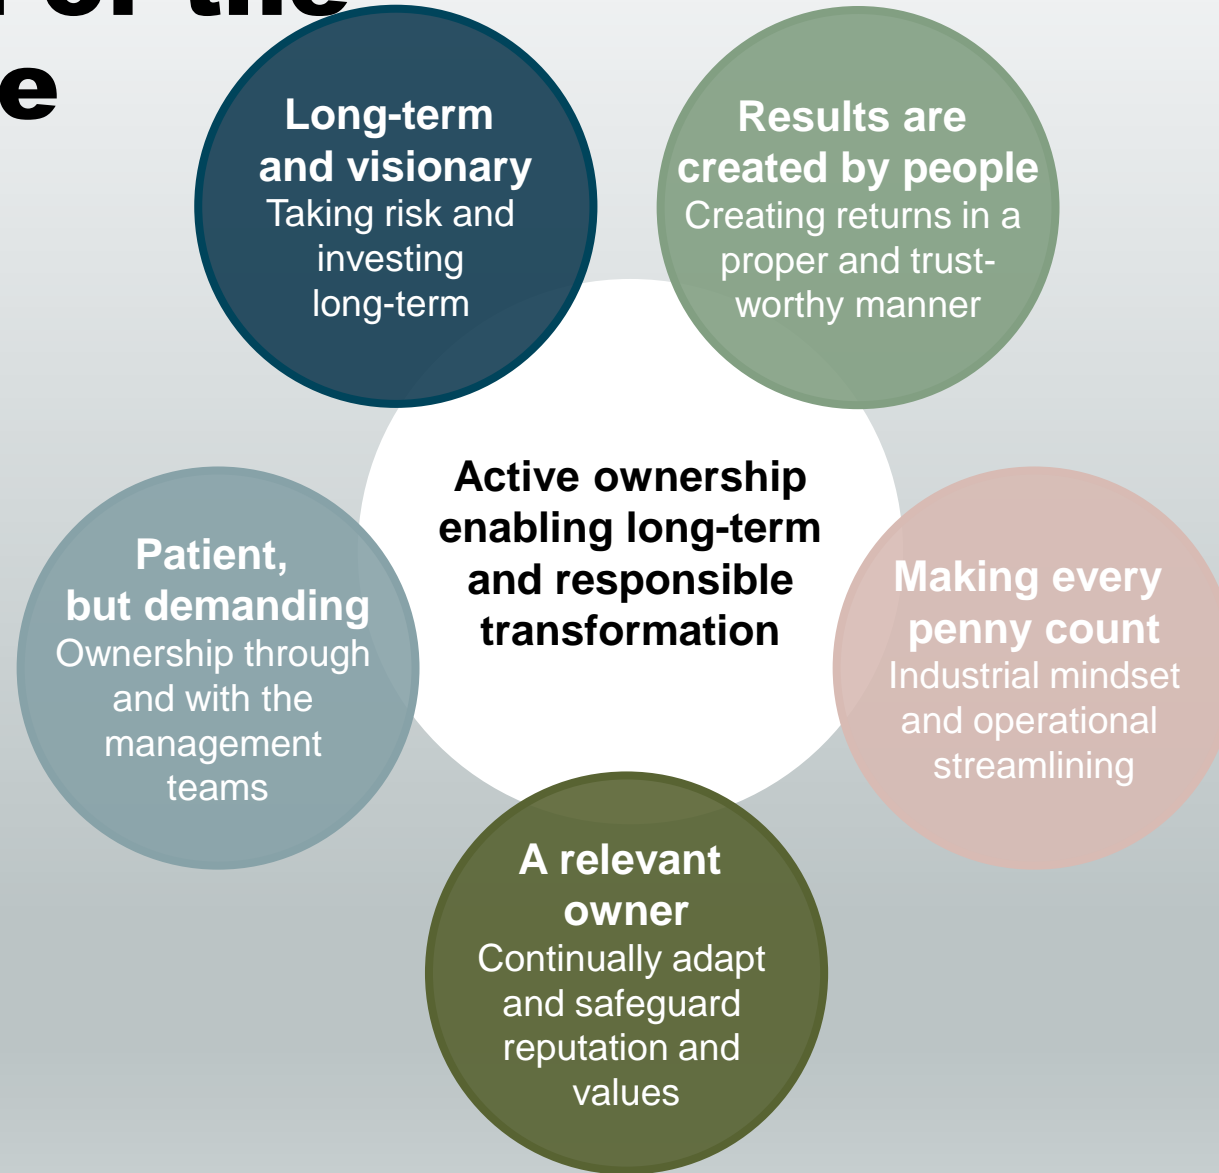 or the
e
Long-term
and visionary
Taking risk and
investing
long-term
Results are
created by people
Creating returns in a
proper and trust-
worthy manner
Active ownership
enabling long-term
and responsible
transformation
Patient,
but demanding
Ownership through
and with the
management
teams
Making every
penny count
Industrial mindset
and operational
streamlining
A relevant
owner
Continually adapt
and safeguard
reputation and
values